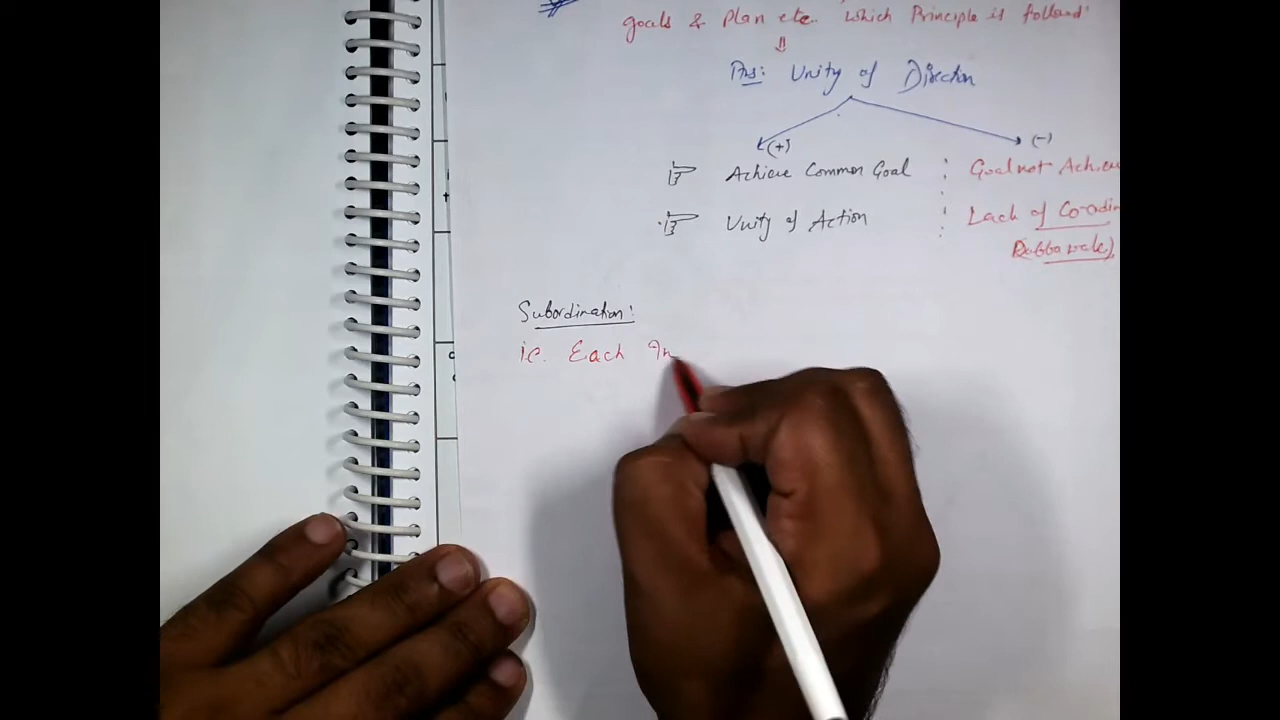 goals & Plan etc. Which Principle is followed
Ans: Unity of Direction
(+) (-)
Achieve Common Goal : Goal not Achieve
Unity of Action Lack of Co-ordin
Subordination:
i.e. Each In